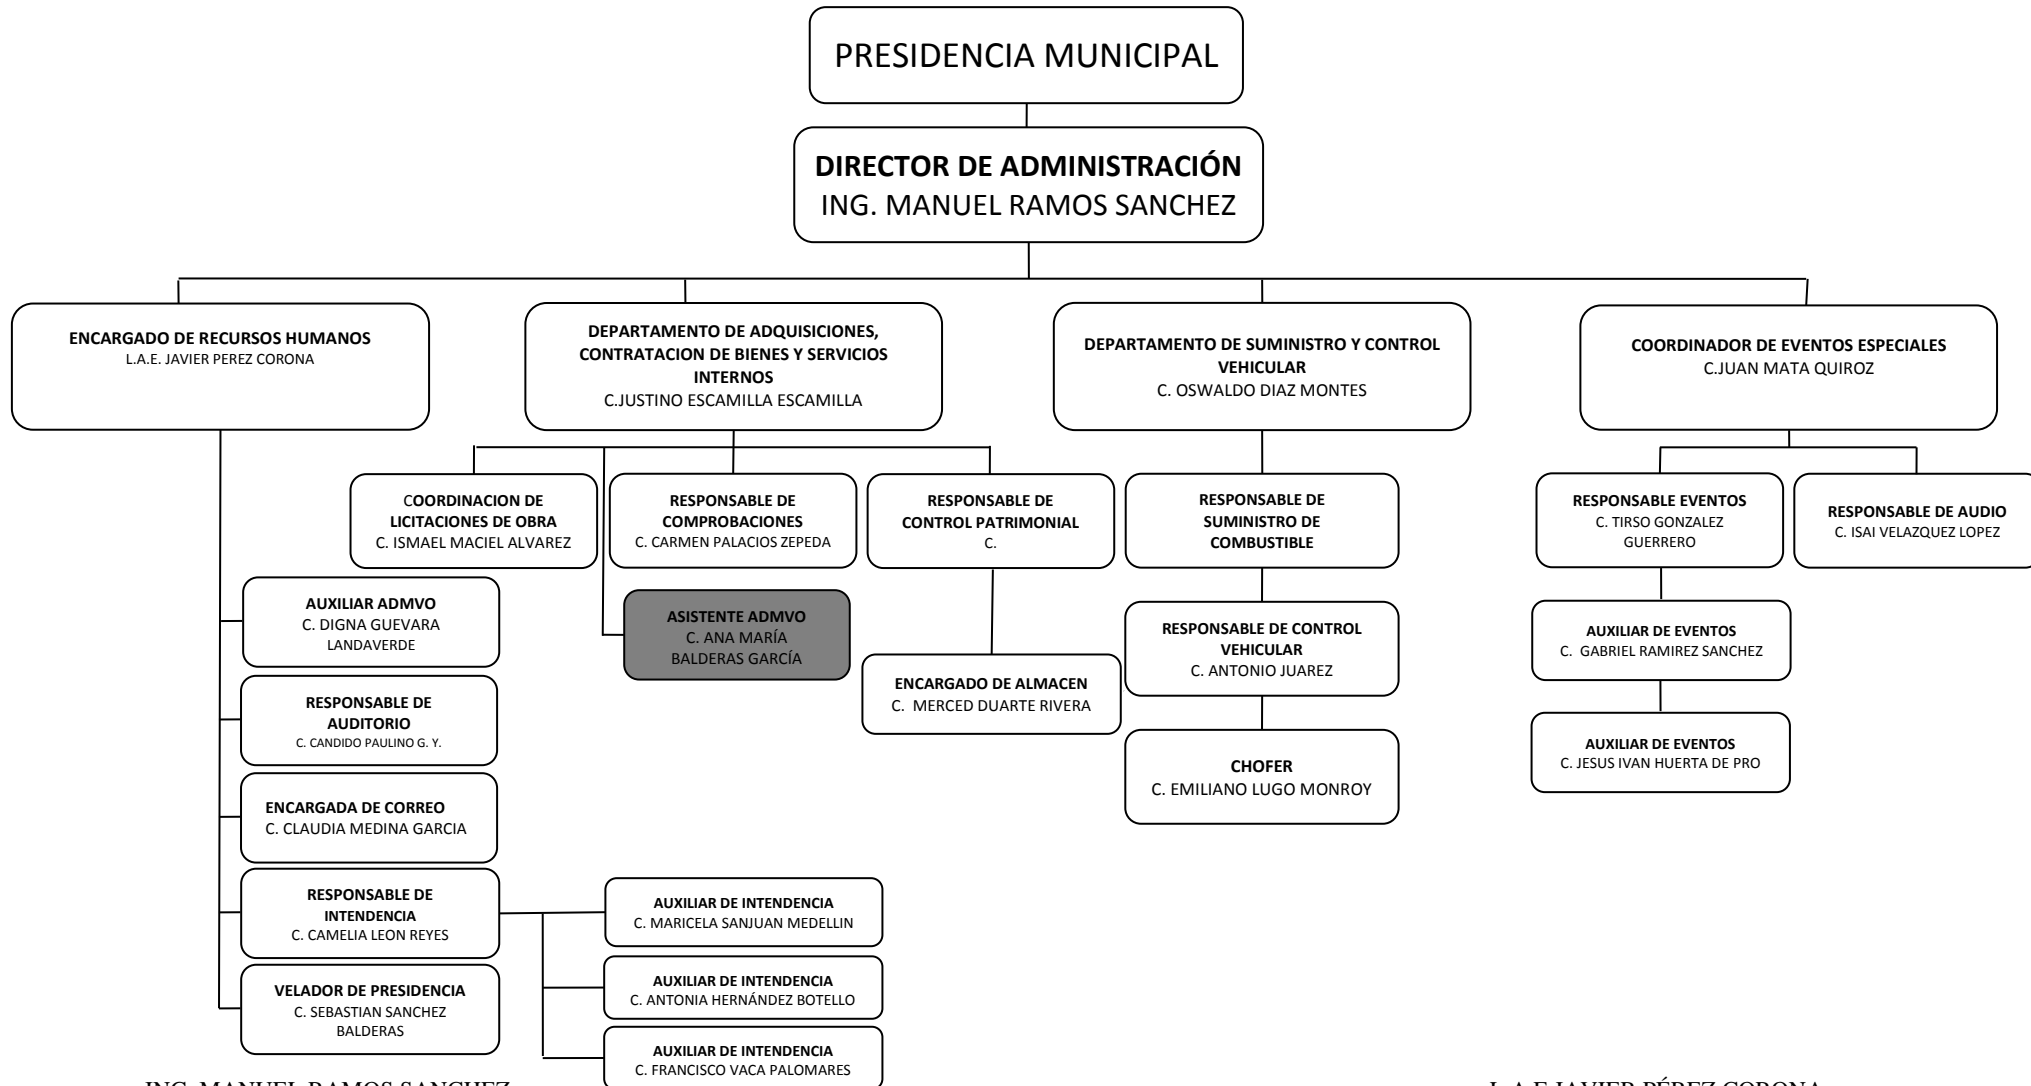 PRESIDENCIA MUNICIPAL
DIRECTOR DE ADMINISTRACIÓN
ING. MANUEL RAMOS SANCHEZ
ENCARGADO DE RECURSOS HUMANOS
L.A.E. JAVIER PEREZ CORONA
DEPARTAMENTO DE ADQUISICIONES,
CONTRATACION DE BIENES Y SERVICIOS
INTERNOS
C.JUSTINO ESCAMILLA ESCAMILLA
DEPARTAMENTO DE SUMINISTRO Y CONTROL
VEHICULAR
C. OSWALDO DIAZ MONTES
COORDINADOR DE EVENTOS ESPECIALES
C.JUAN MATA QUIROZ
COORDINACION DE
LICITACIONES DE OBRA
C. ISMAEL MACIEL ALVAREZ
RESPONSABLE DE
COMPROBACIONES
C. CARMEN PALACIOS ZEPEDA
RESPONSABLE DE
CONTROL PATRIMONIAL
C.
RESPONSABLE DE
SUMINISTRO DE
COMBUSTIBLE
RESPONSABLE EVENTOS
C. TIRSO GONZALEZ
GUERRERO
RESPONSABLE DE AUDIO
C. ISAI VELAZQUEZ LOPEZ
AUXILIAR ADMVO
C. DIGNA GUEVARA
LANDAVERDE
ASISTENTE ADMVO
C. ANA MARÍA
BALDERAS GARCÍA
ENCARGADO DE ALMACEN
C. MERCED DUARTE RIVERA
RESPONSABLE DE CONTROL
VEHICULAR
C. ANTONIO JUAREZ
AUXILIAR DE EVENTOS
C. GABRIEL RAMIREZ SANCHEZ
RESPONSABLE DE
AUDITORIO
C. CANDIDO PAULINO G. Y.
CHOFER
C. EMILIANO LUGO MONROY
AUXILIAR DE EVENTOS
C. JESUS IVAN HUERTA DE PRO
ENCARGADA DE CORREO
C. CLAUDIA MEDINA GARCIA
RESPONSABLE DE
INTENDENCIA
C. CAMELIA LEON REYES
AUXILIAR DE INTENDENCIA
C. MARICELA SANJUAN MEDELLIN
VELADOR DE PRESIDENCIA
C. SEBASTIAN SANCHEZ
BALDERAS
AUXILIAR DE INTENDENCIA
C. ANTONIA HERNÁNDEZ BOTELLO
AUXILIAR DE INTENDENCIA
C. FRANCISCO VACA PALOMARES
ING. MANUEL RAMOS SANCHEZ
L.A.E JAVIER PÉREZ CORONA